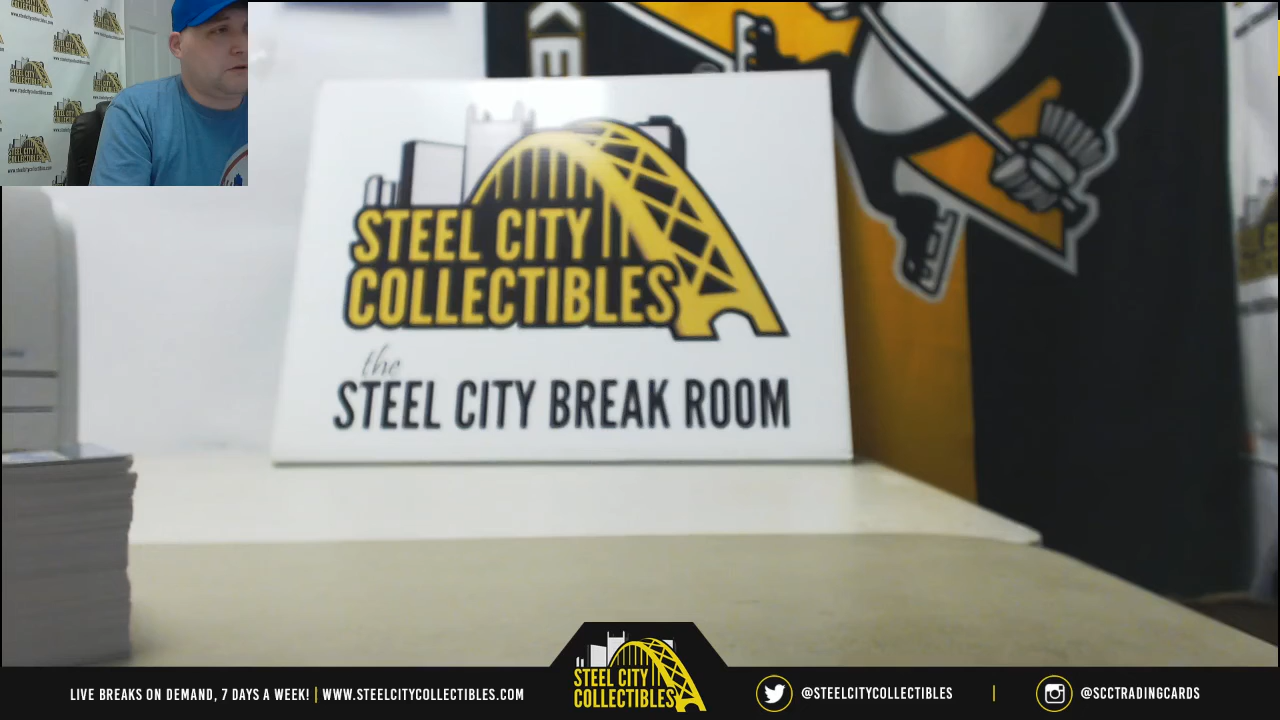 STEEL CITY
COLLECTIBLES
the
STEEL CITY BREAK ROOM
LIVE BREAKS ON DEMAND, 7 DAYS A WEEK! | WWW.STEELCITYCOLLECTIBLES.COM
STEEL CITY
COLLECTIBLES
@STEELCITYCOLLECTIBLES | @SCCTRADINGCARDS